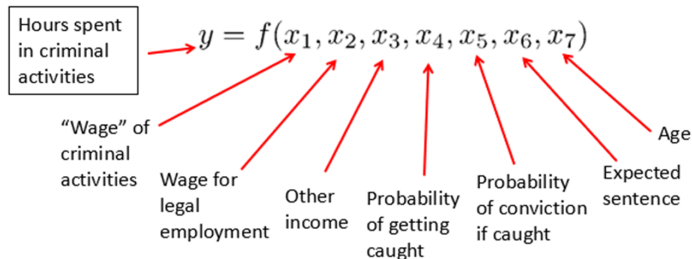 Hours spent
in criminal
activities
y = f(x₁, x₂, x₃, x₄, x₅, x₆, x₇)
“Wage” of
criminal
activities
Wage for
legal
employment
Other
income
Probability
of getting
caught
Probability
of conviction
if caught
Expected
sentence
Age